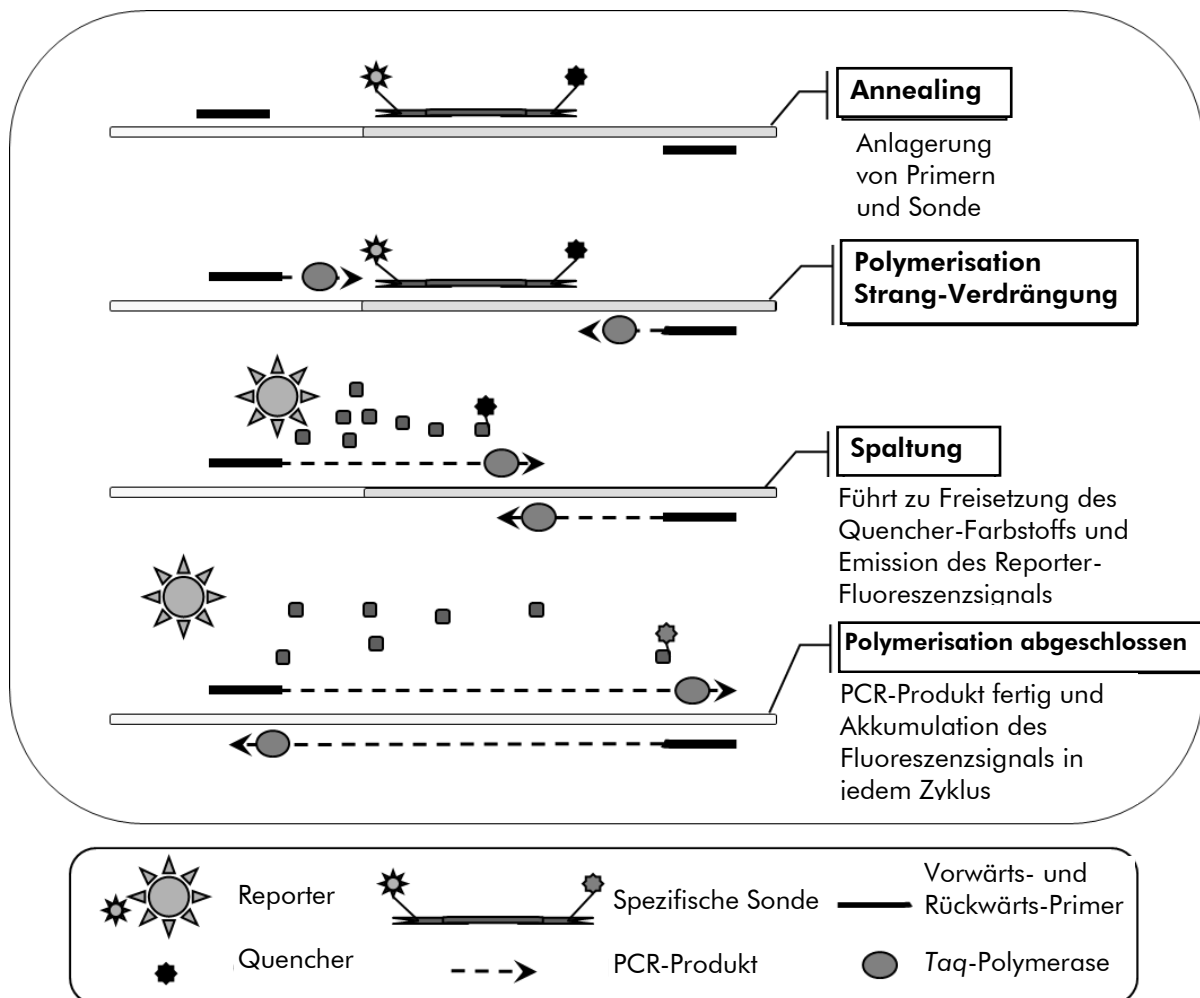 Annealing
Anlagerung
von Primern
und Sonde
Polymerisation
Strang-Verdrängung
Spaltung
Führt zu Freisetzung des
Quencher-Farbstoffs und
Emission des Reporter-
Fluoreszenzsignals
Polymerisation abgeschlossen
PCR-Produkt fertig und
Akkumulation des
Fluoreszenzsignals in
jedem Zyklus
Reporter
Spezifische Sonde
Vorwärts- und
Rückwärts-Primer
Quencher
PCR-Produkt
Taq-Polymerase